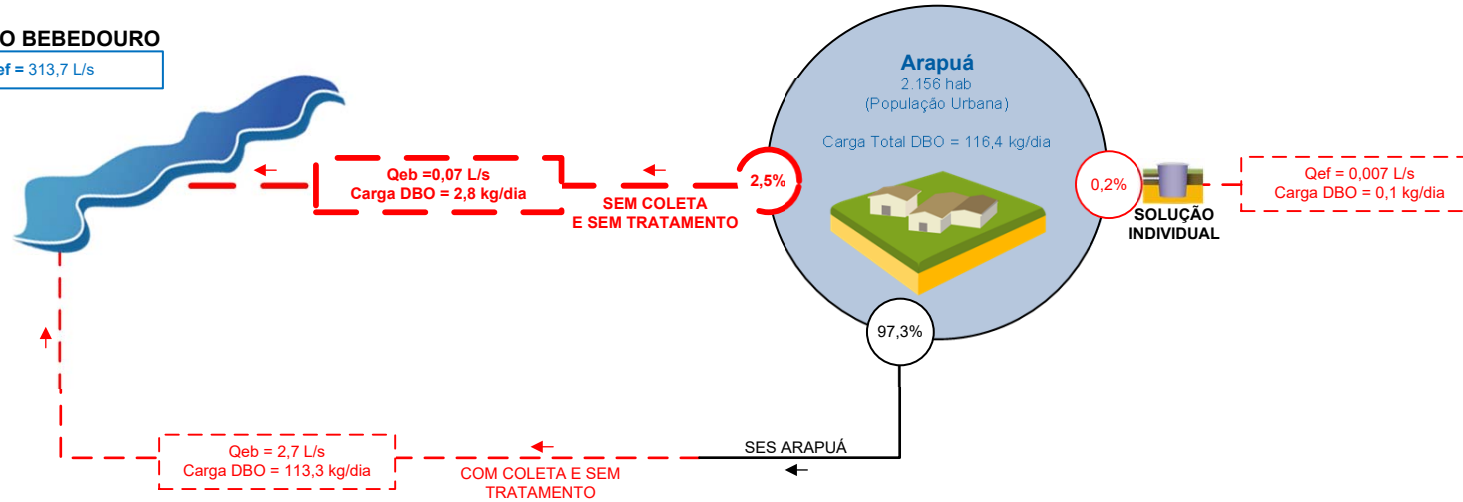 O BEBEDOURO
ef = 313,7 L/s
Arapuá
2.156 hab
(População Urbana)
Carga Total DBO = 116,4 kg/dia
Qeb =0,07 L/s
Carga DBO = 2,8 kg/dia
SEM COLETA
E SEM TRATAMENTO
2,5%
0,2%
SOLUÇÃO
INDIVIDUAL
Qef = 0,007 L/s
Carga DBO = 0,1 kg/dia
97,3%
SES ARAPUÁ
COM COLETA E SEM
TRATAMENTO
Qeb = 2,7 L/s
Carga DBO = 113,3 kg/dia